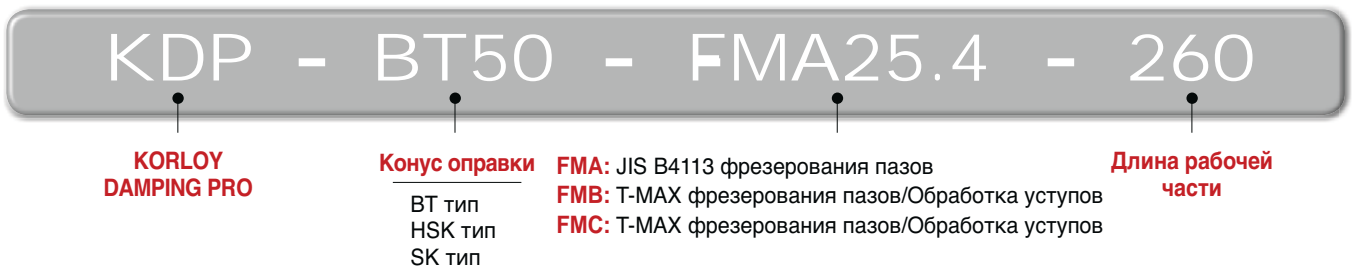 KDP - BT50 - FMA25.4 - 260
KORLOY
DAMPING PRO
Конус оправки
BT тип
HSK тип
SK тип
FMA: JIS B4113 фрезерования пазов
FMB: T-MAX фрезерования пазов/Обработка уступов
FMC: T-MAX фрезерования пазов/Обработка уступов
Длина рабочей
части